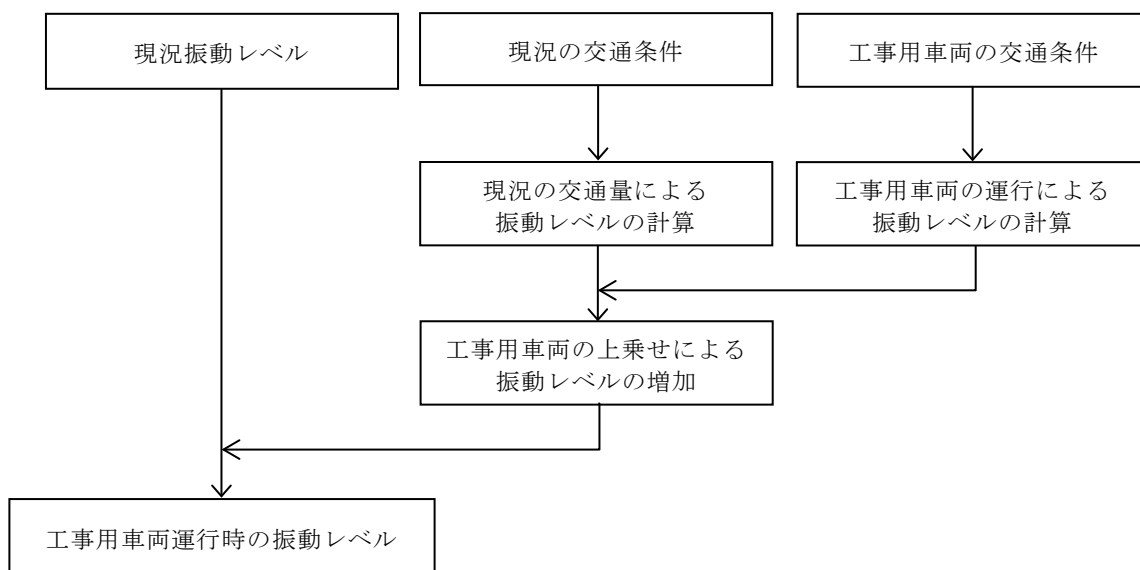 現況振動レベル
現況の交通条件
工事用車両の交通条件
現況の交通量による
振動レベルの計算
工事用車両の運行による
振動レベルの計算
工事用車両の上乗せによる
振動レベルの増加
工事用車両運行時の振動レベル